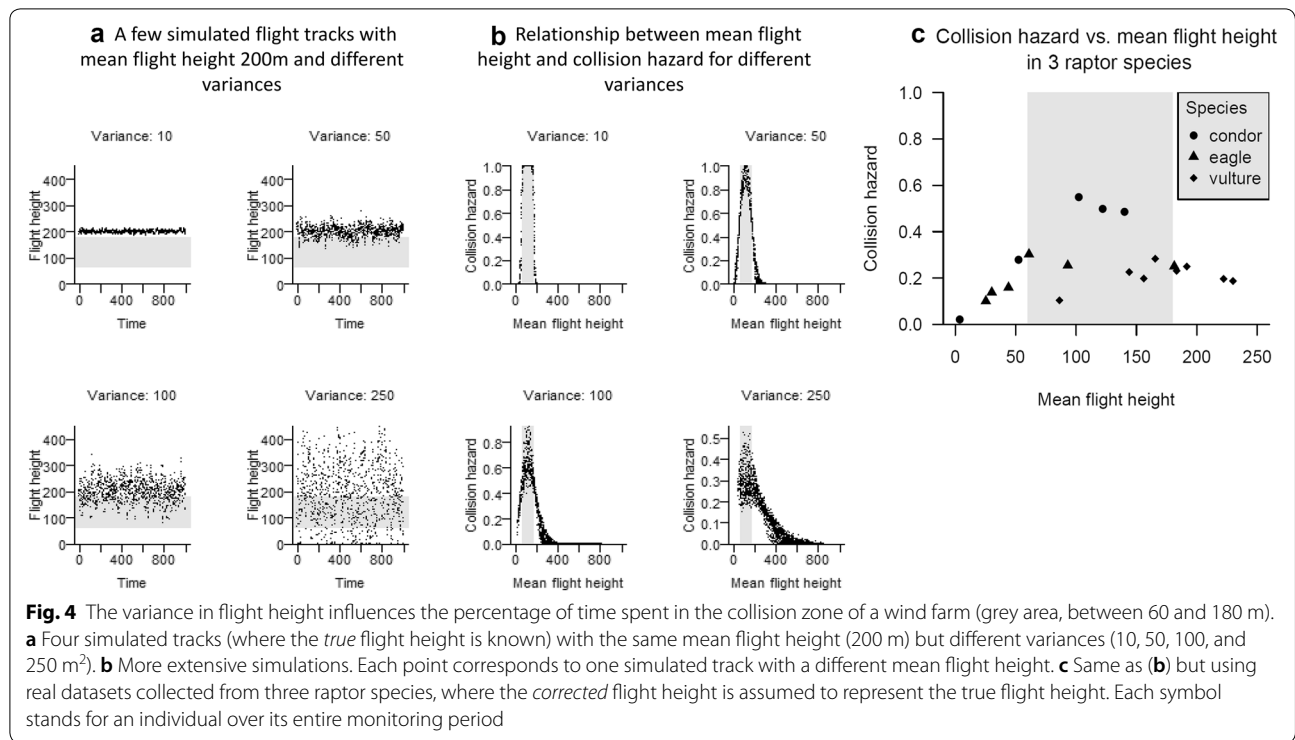 a A few simulated flight tracks with
mean flight height 200m and different
variances
Variance: 10
Flight height
400
300
200
100
0
0 400 800
Time
Variance: 50
Flight height
400
300
200
100
0
0 400 800
Time
Variance: 100
Flight height
400
300
200
100
0
0 400 800
Time
Variance: 250
Flight height
400
300
200
100
0
0 400 800
Time
b Relationship between mean flight
height and collision hazard for different
variances
Variance: 10
Collision hazard
1.0
0.8
0.6
0.4
0.2
0.0
0 400 800
Mean flight height
Variance: 50
Collision hazard
1.0
0.8
0.6
0.4
0.2
0.0
0 400 800
Mean flight height
Variance: 100
Collision hazard
0.8
0.6
0.4
0.2
0.0
0 400 800
Mean flight height
Variance: 250
Collision hazard
0.5
0.4
0.3
0.2
0.1
0.0
0 400 800
Mean flight height
c Collision hazard vs. mean flight height
in 3 raptor species
Collision hazard
1.0
0.8
0.6
0.4
0.2
0.0
0 50 100 150 200 250
Mean flight height
Species
condor
eagle
vulture
Fig. 4 The variance in flight height influences the percentage of time spent in the collision zone of a wind farm (grey area, between 60 and 180 m).
a Four simulated tracks (where the true flight height is known) with the same mean flight height (200 m) but different variances (10, 50, 100, and
250 m²). b More extensive simulations. Each point corresponds to one simulated track with a different mean flight height. c Same as (b) but using
real datasets collected from three raptor species, where the corrected flight height is assumed to represent the true flight height. Each symbol
stands for an individual over its entire monitoring period